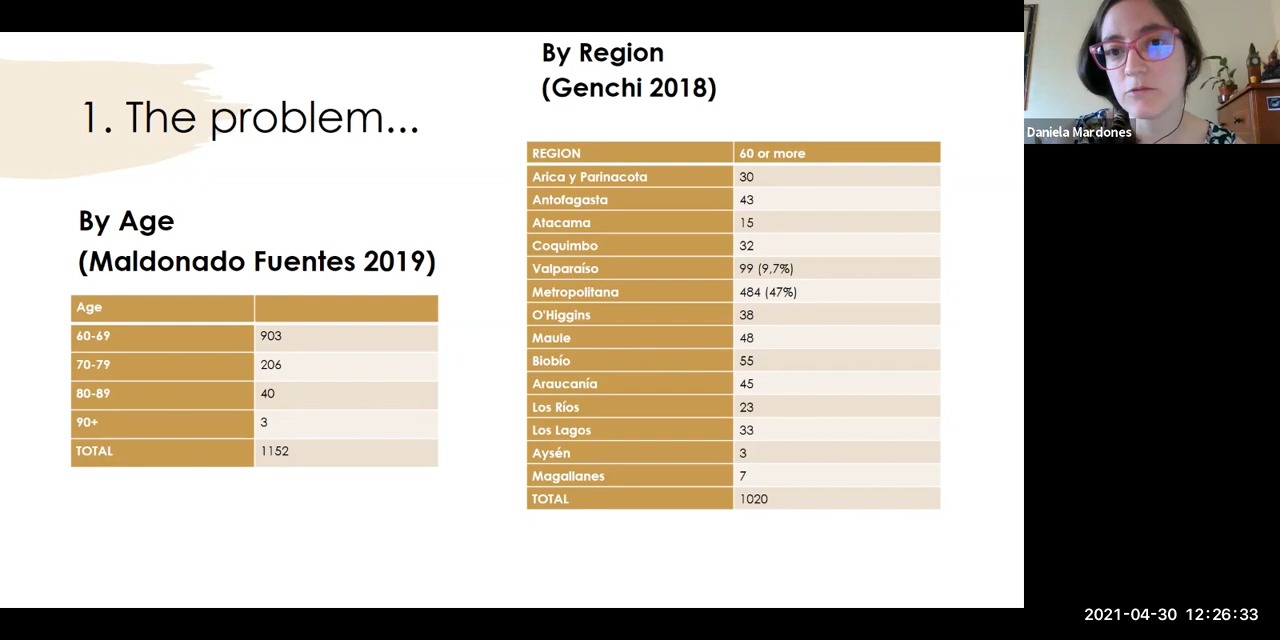 1. The problem...
By Age
(Maldonado Fuentes 2019)
Age
60-69 903
70-79 206
80-89 40
90+ 3
TOTAL 1152
By Region
(Genchi 2018)
REGION 60 or more
Arica y Parinacota 30
Antofagasta 43
Atacama 15
Coquimbo 32
Valparaíso 99 (9,7%)
Metropolitana 484 (47%)
O'Higgins 38
Maule 48
Biobío 55
Araucanía 45
Los Ríos 23
Los Lagos 33
Aysén 3
Magallanes 7
TOTAL 1020
Daniela Mardones
2021-04-30 12:26:33